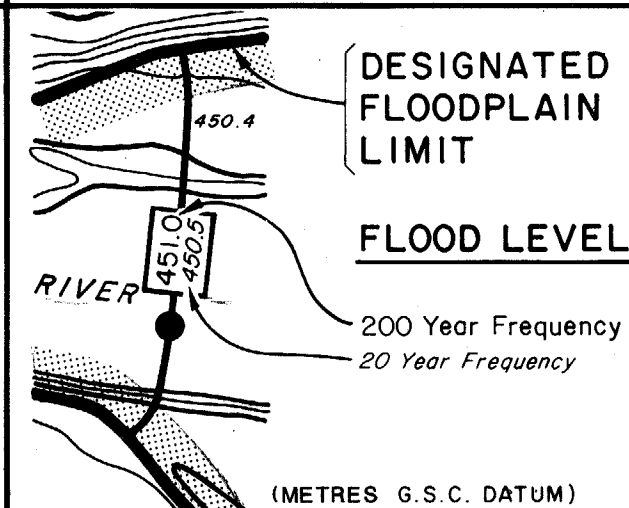 DESIGNATED
FLOODPLAIN
LIMIT
450.4
FLOOD LEVEL
451.0
450.5
RIVER
200 Year Frequency
20 Year Frequency
(METRES G.S.C. DATUM)